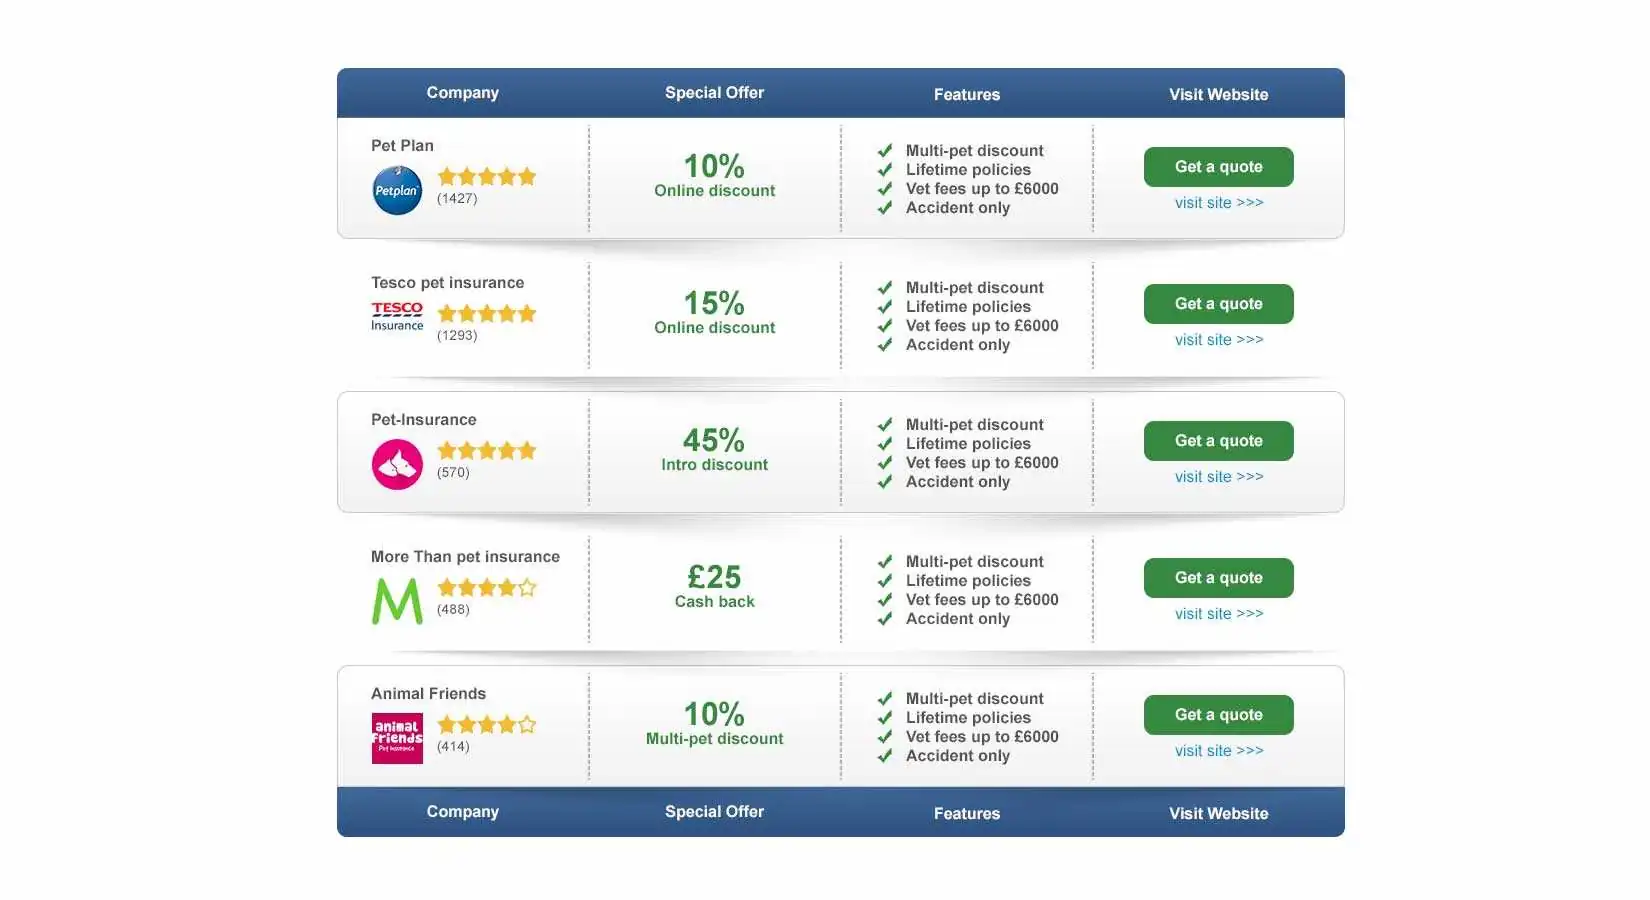 Company Special Offer Features Visit Website
Pet Plan
Petplan
(1427)
10%
Online discount
Multi-pet discount
Lifetime policies
Vet fees up to £6000
Accident only
Get a quote
visit site >>>
Tesco pet insurance
TESCO
Insurance
(1293)
15%
Online discount
Multi-pet discount
Lifetime policies
Vet fees up to £6000
Accident only
Get a quote
visit site >>>
Pet-Insurance
(570)
45%
Intro discount
Multi-pet discount
Lifetime policies
Vet fees up to £6000
Accident only
Get a quote
visit site >>>
More Than pet insurance
M
(488)
£25
Cash back
Multi-pet discount
Lifetime policies
Vet fees up to £6000
Accident only
Get a quote
visit site >>>
Animal Friends
animal
friends
Pet Insurance
(414)
10%
Multi-pet discount
Multi-pet discount
Lifetime policies
Vet fees up to £6000
Accident only
Get a quote
visit site >>>
Company Special Offer Features Visit Website